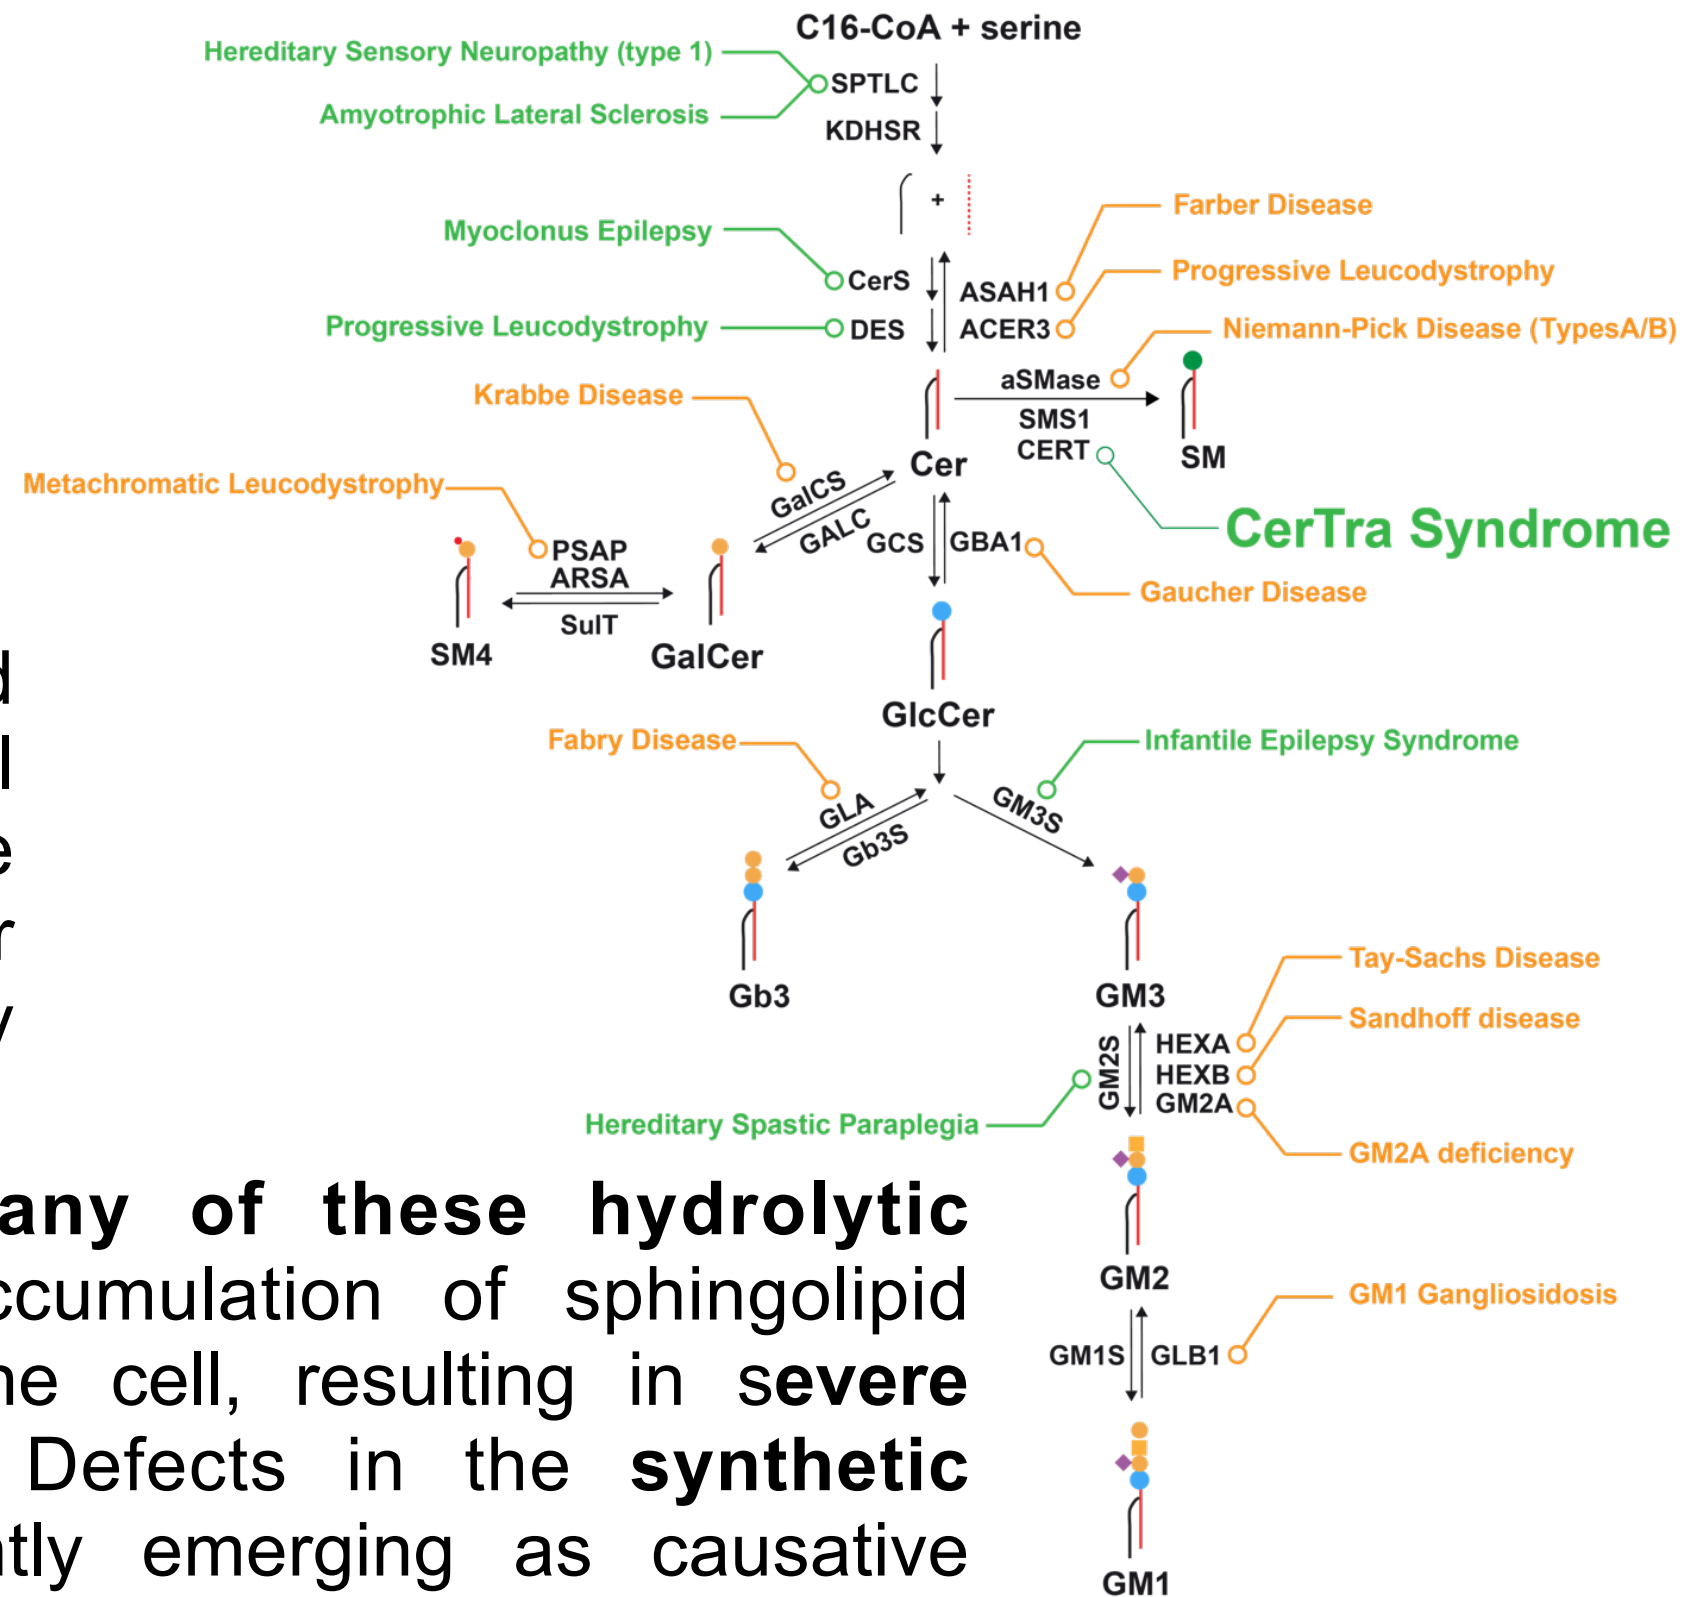 C16-CoA + serine
Hereditary Sensory Neuropathy (type 1)
SPTLC
Amyotrophic Lateral Sclerosis
KDHSR
+
Farber Disease
Myoclonus Epilepsy
Progressive Leucodystrophy
CerS
ASAH1
Progressive Leucodystrophy
DES
ACER3
Niemann-Pick Disease (TypesA/B)
aSMase
Krabbe Disease
SMS1
CERT
SM
Cer
Metachromatic Leucodystrophy
GalCS
GALC
CerTra Syndrome
GCS
GBA1
PSAP
ARSA
Gaucher Disease
SulT
SM4
GalCer
d
GlcCer
l
Fabry Disease
Infantile Epilepsy Syndrome
GLA
Gb3S
GM3S
e
r
Gb3
GM3
Tay-Sachs Disease
y
Sandhoff disease
GM2S
HEXA
HEXB
GM2A
Hereditary Spastic Paraplegia
GM2A deficiency
any of these hydrolytic
ccumulation of sphingolipid
GM2
GM1 Gangliosidosis
ne cell, resulting in severe
GM1S
GLB1
Defects in the synthetic
ntly emerging as causative
GM1